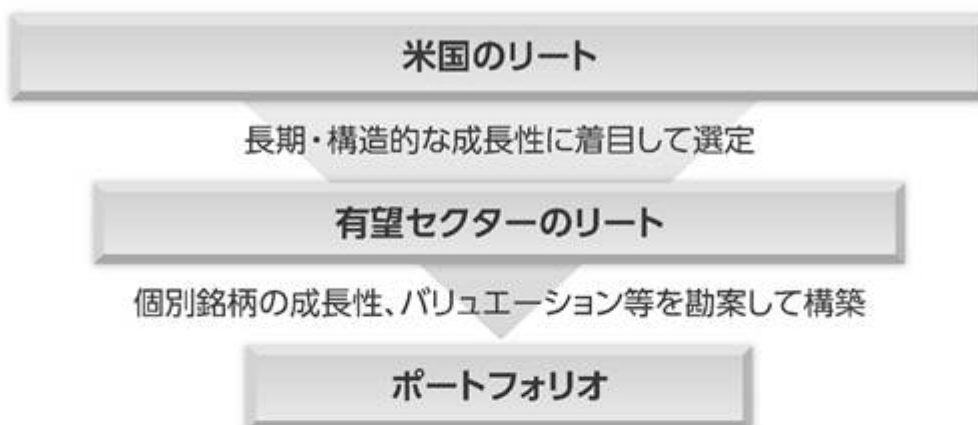 米国のリート
長期・構造的な成長性に着目して選定
有望セクターのリート
個別銘柄の成長性、バリュエーション等を勘案して構築
ポートフォリオ